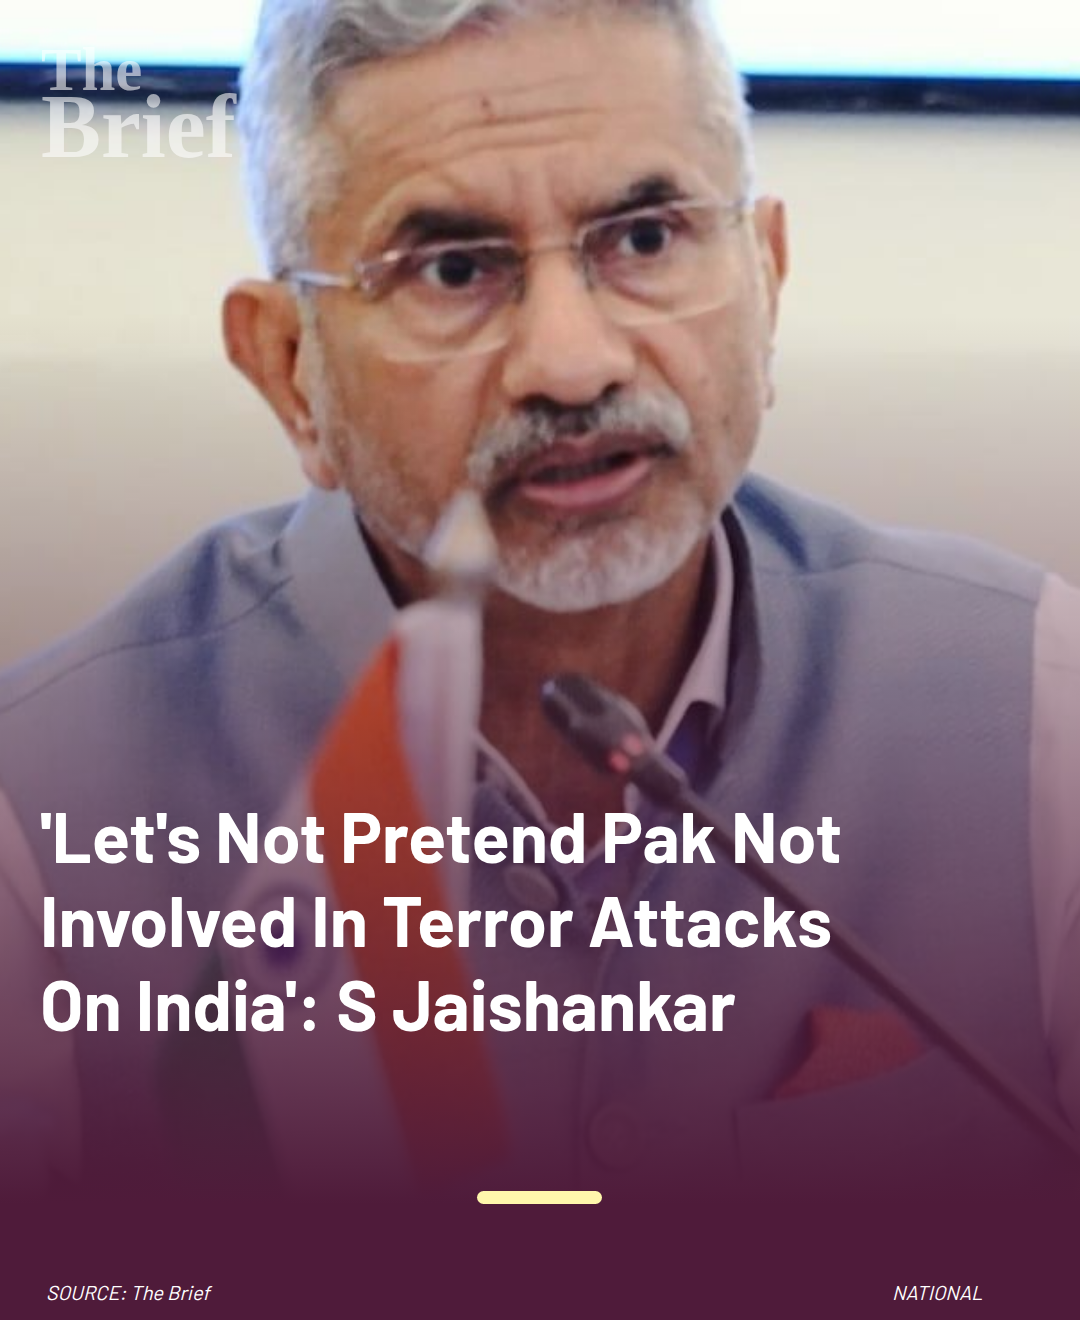 The
Brief
'Let's Not Pretend Pak Not
Involved In Terror Attacks
On India': S Jaishankar
SOURCE: The Brief
NATIONAL